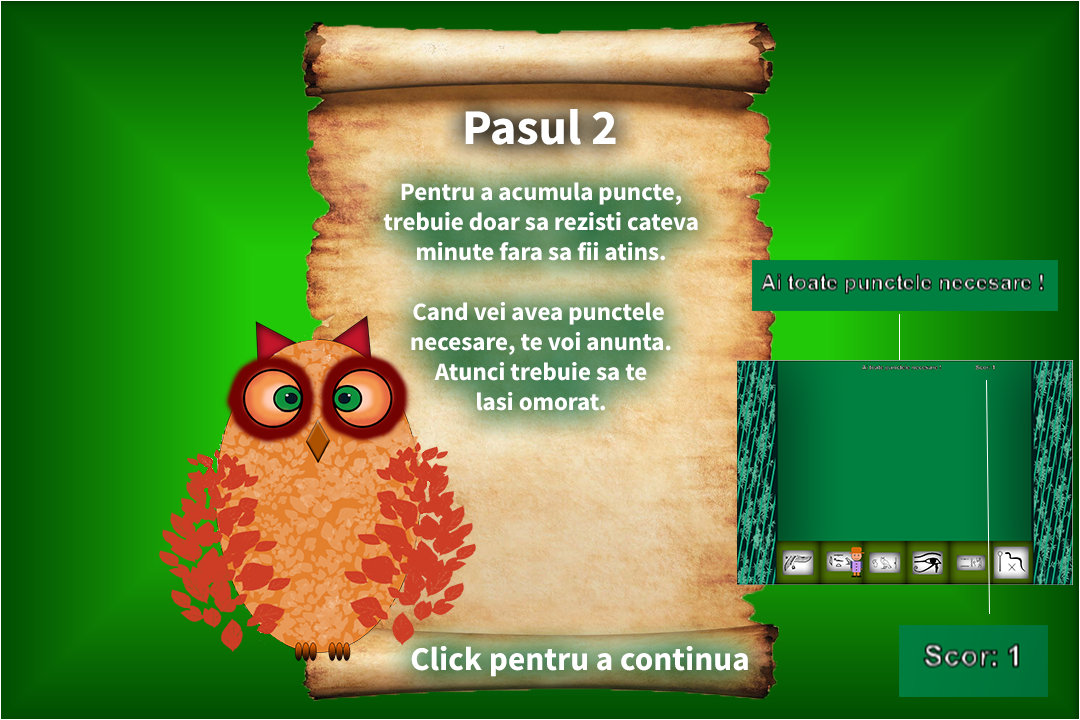 Pasul 2
Pentru a acumula puncte,
trebuie doar sa rezisti cateva
minute fara sa fii atins.
Cand vei avea punctele
necesare, te voi anunta.
Atunci trebuie sa te
lasi omorat.
Click pentru a continua
Ai toate punctele necesare !
Ai toate punctele necesare !
Scor: 1
Scor: 1